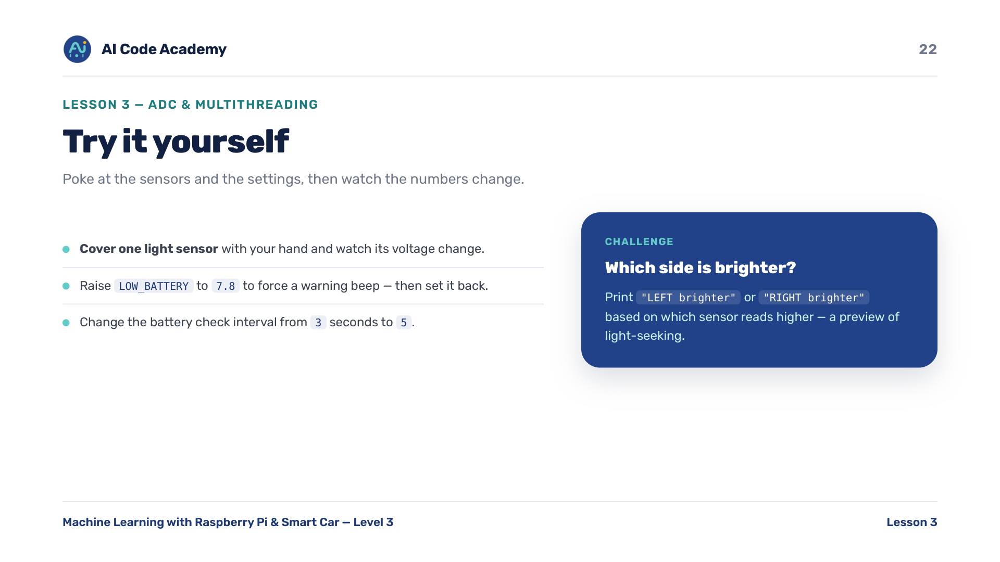 AI Code Academy
22
LESSON 3 — ADC & MULTITHREADING
Try it yourself
Poke at the sensors and the settings, then watch the numbers change.
Cover one light sensor with your hand and watch its voltage change.
Raise LOW_BATTERY to 7.8 to force a warning beep — then set it back.
Change the battery check interval from 3 seconds to 5.
CHALLENGE
Which side is brighter?
Print "LEFT brighter" or "RIGHT brighter"
based on which sensor reads higher — a preview of
light-seeking.
Machine Learning with Raspberry Pi & Smart Car — Level 3
Lesson 3